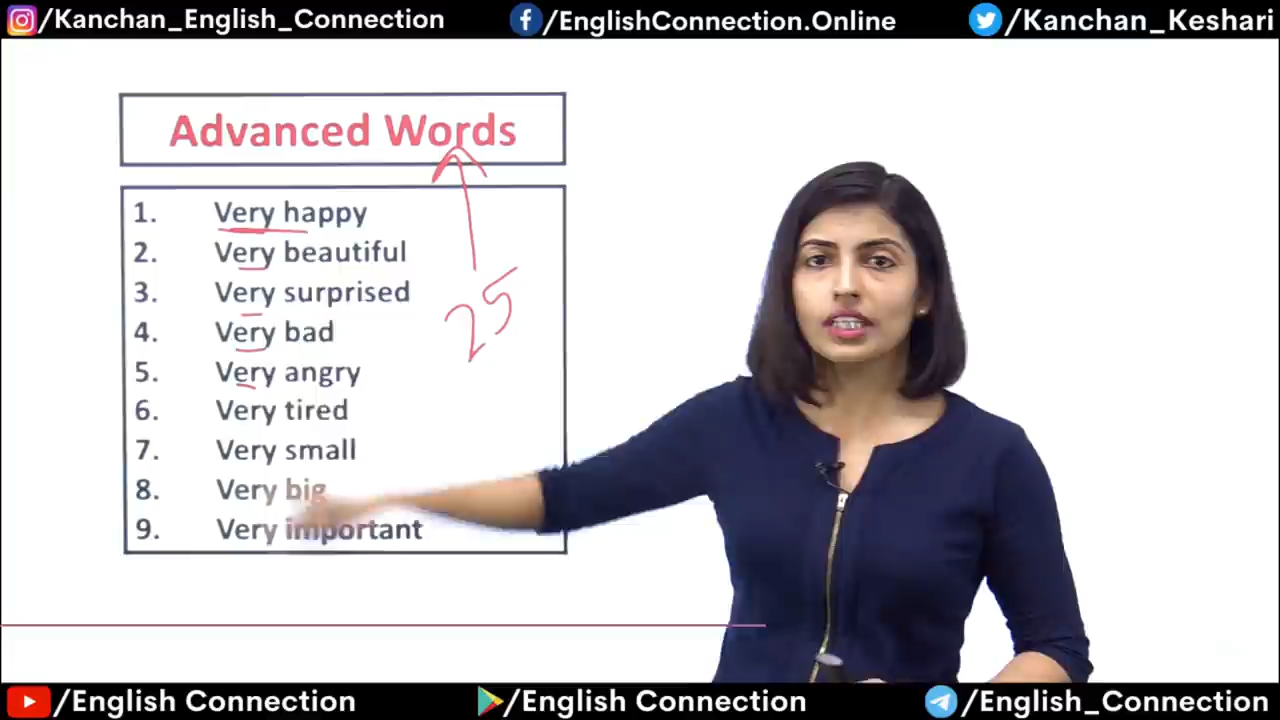 /Kanchan_English_Connection /EnglishConnection.Online /Kanchan_Keshari
Advanced Words
1. Very happy
2. Very beautiful
3. Very surprised
4. Very bad
5. Very angry
25
6. Very tired
7. Very small
8. Very big
9. Very important
/English Connection /English Connection /English_Connection